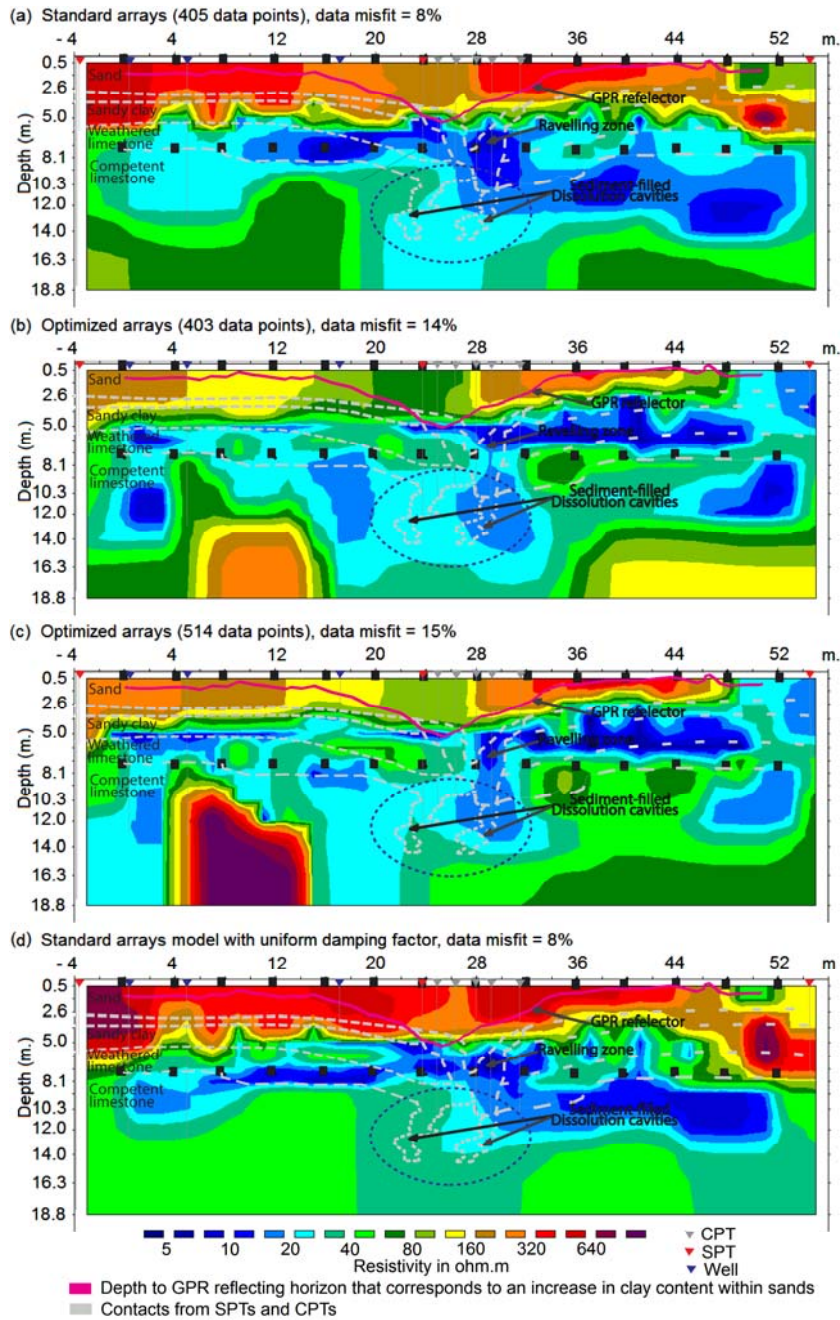 (a) Standard arrays (405 data points), data misfit = 8%
- 4 4 12 20 28 36 44 52 m.
0.5
2.6
5.0
8.1
10.3
12.0
14.0
16.3
18.8
Depth (m.)
Sand
Sandy clay
Weathered
limestone
Competent
limestone
GPR refelector
Ravelling zone
Sediment-filled
Dissolution cavities
(b) Optimized arrays (403 data points), data misfit = 14%
- 4 4 12 20 28 36 44 52 m.
0.5
2.6
5.0
8.1
10.3
12.0
14.0
16.3
18.8
Depth (m.)
Sand
Sandy clay
Weathered
limestone
Competent
limestone
GPR refelector
Ravelling zone
Sediment-filled
Dissolution cavities
(c) Optimized arrays (514 data points), data misfit = 15%
- 4 4 12 20 28 36 44 52 m.
0.5
2.6
5.0
8.1
10.3
12.0
14.0
16.3
18.8
Depth (m.)
Sand
Sandy clay
Weathered
limestone
Competent
limestone
GPR refelector
Ravelling zone
Sediment-filled
Dissolution cavities
(d) Standard arrays model with uniform damping factor, data misfit = 8%
- 4 4 12 20 28 36 44 52 m.
0.5
2.6
5.0
8.1
10.3
12.0
14.0
16.3
18.8
Depth (m.)
Sand
Sandy clay
Weathered
limestone
Competent
limestone
GPR refelector
Ravelling zone
Sediment-filled
Dissolution cavities
5 10 20 40 80 160 320 640
Resistivity in ohm.m
CPT
SPT
Well
Depth to GPR reflecting horizon that corresponds to an increase in clay content within sands
Contacts from SPTs and CPTs